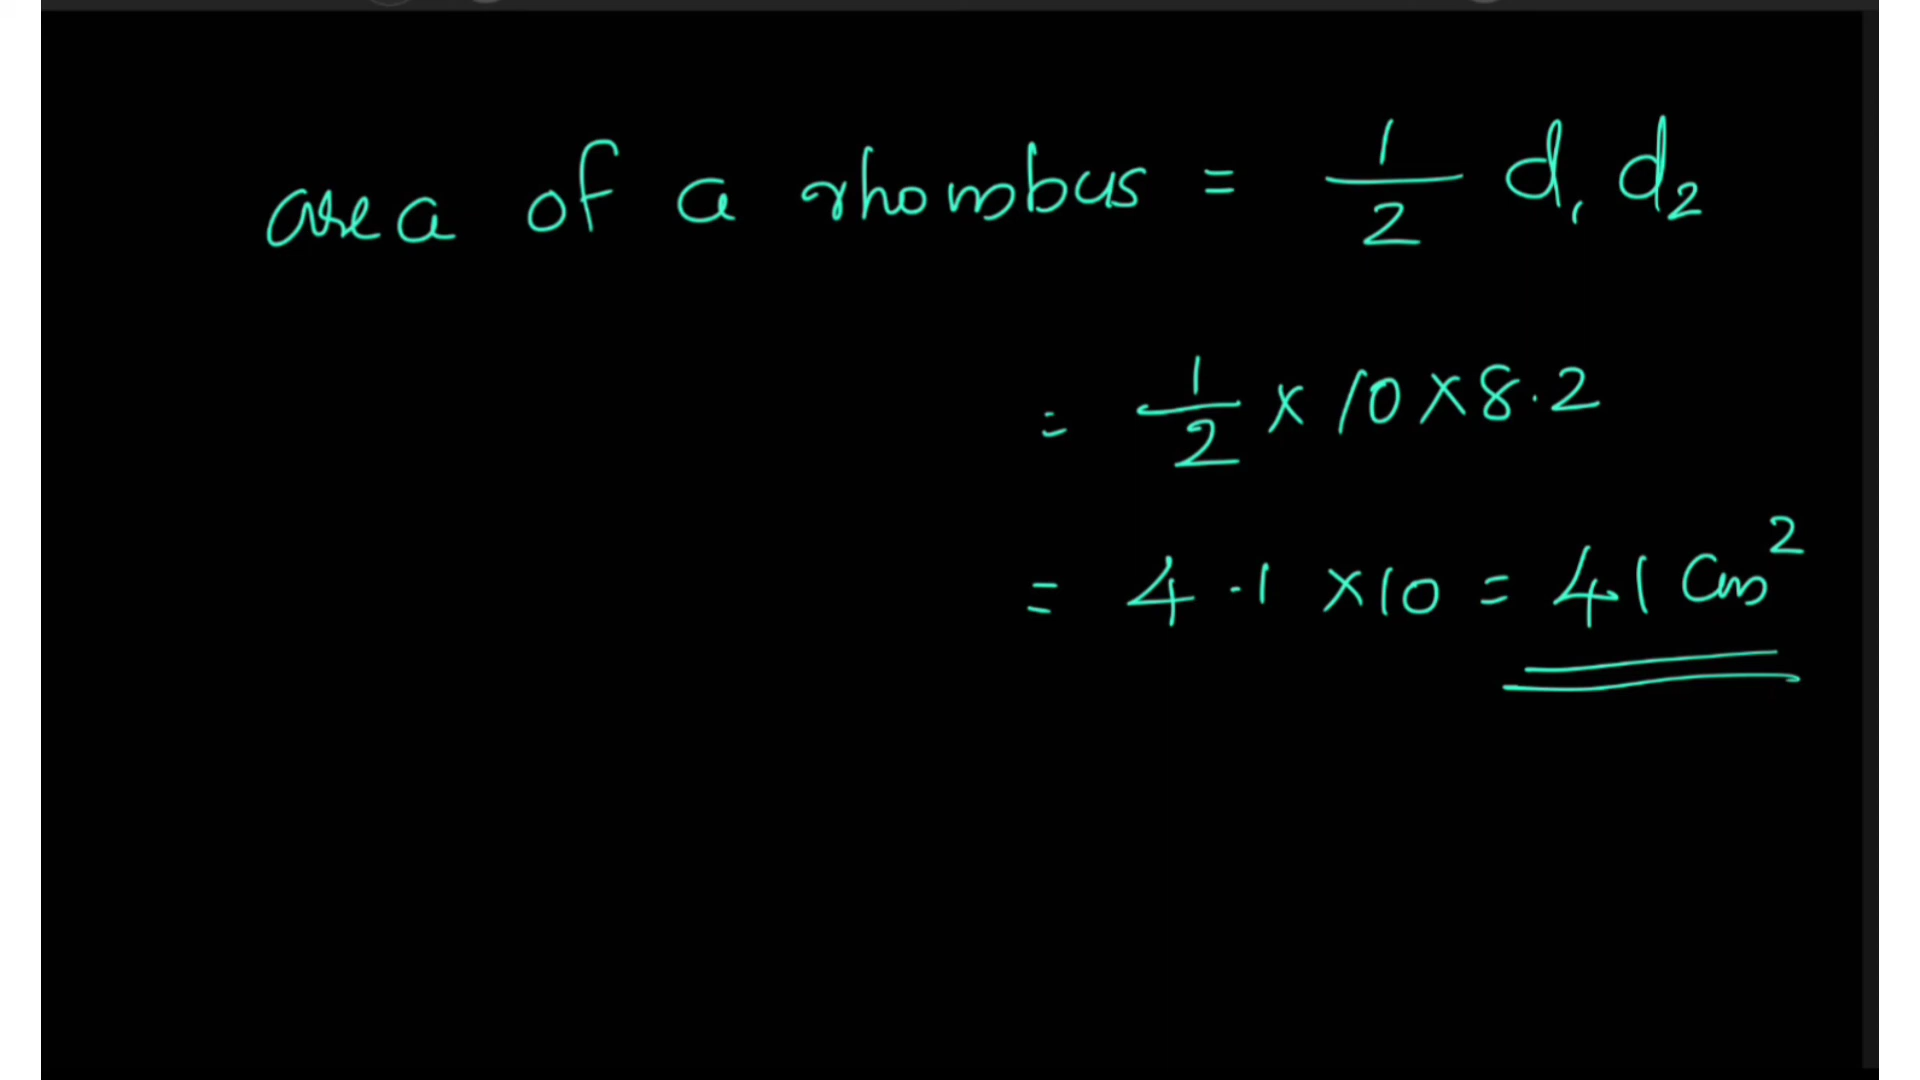 area of a rhombus = 1/2 d₁ d₂
= 1/2 × 10 × 8.2
= 4.1 × 10 = 41 cm²